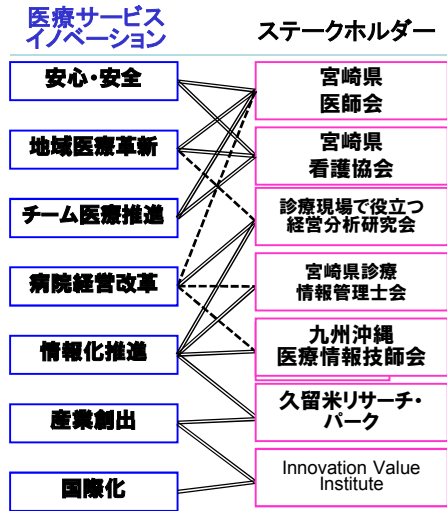 医療サービス
イノベーション
ステークホルダー
安心・安全
地域医療革新
チーム医療推進
病院経営改革
情報化推進
産業創出
国際化
宮崎県
医師会
宮崎県
看護協会
診療現場で役立つ
経営分析研究会
宮崎県診療
情報管理士会
九州沖縄
医療情報技師会
久留米リサーチ・
パーク
Innovation Value
Institute